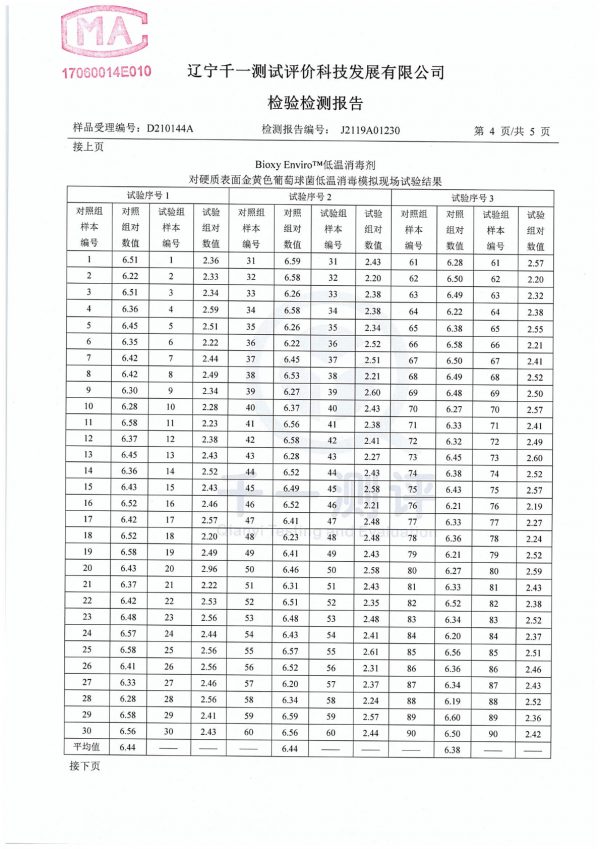 MA
17060014E010
辽宁千一测试评价科技发展有限公司
检验检测报告
样品受理编号：D210144A 检测报告编号： J2119A01230 第 4 页/共 5 页
接上页
Bioxy Enviro™低温消毒剂
对硬质表面金黄色葡萄球菌低温消毒模拟现场试验结果
试验序号 1 试验序号 2 试验序号 3
对照组 对照 试验组 试验 对照组 对照 试验组 试验 对照组 对照 试验组 试验
样本 组对 样本 组对 样本 组对 样本 组对 样本 组对 样本 组对
编号 数值 编号 数值 编号 数值 编号 数值 编号 数值 编号 数值
1 6.51 1 2.36 31 6.59 31 2.43 61 6.28 61 2.57
2 6.22 2 2.33 32 6.58 32 2.20 62 6.50 62 2.20
3 6.51 3 2.34 33 6.26 33 2.38 63 6.49 63 2.32
4 6.36 4 2.59 34 6.58 34 2.38 64 6.22 64 2.38
5 6.45 5 2.51 35 6.26 35 2.34 65 6.38 65 2.55
6 6.35 6 2.22 36 6.22 36 2.52 66 6.58 66 2.21
7 6.42 7 2.44 37 6.45 37 2.51 67 6.50 67 2.41
8 6.42 8 2.49 38 6.53 38 2.21 68 6.49 68 2.52
9 6.30 9 2.34 39 6.27 39 2.60 69 6.48 69 2.50
10 6.28 10 2.28 40 6.37 40 2.43 70 6.27 70 2.57
11 6.58 11 2.23 41 6.56 41 2.38 71 6.33 71 2.41
12 6.37 12 2.38 42 6.58 42 2.41 72 6.32 72 2.49
13 6.45 13 2.43 43 6.28 43 2.27 73 6.45 73 2.60
14 6.36 14 2.52 44 6.52 44 2.43 74 6.38 74 2.52
15 6.43 15 2.43 45 6.49 45 2.58 75 6.43 75 2.57
16 6.52 16 2.46 46 6.52 46 2.21 76 6.21 76 2.19
17 6.42 17 2.57 47 6.41 47 2.48 77 6.33 77 2.27
18 6.52 18 2.20 48 6.23 48 2.48 78 6.36 78 2.24
19 6.58 19 2.49 49 6.41 49 2.43 79 6.21 79 2.52
20 6.43 20 2.96 50 6.46 50 2.58 80 6.27 80 2.59
21 6.37 21 2.22 51 6.31 51 2.43 81 6.33 81 2.43
22 6.42 22 2.53 52 6.51 52 2.35 82 6.52 82 2.38
23 6.48 23 2.56 53 6.48 53 2.48 83 6.34 83 2.52
24 6.57 24 2.44 54 6.43 54 2.41 84 6.20 84 2.37
25 6.58 25 2.56 55 6.57 55 2.61 85 6.56 85 2.51
26 6.41 26 2.56 56 6.52 56 2.31 86 6.36 86 2.46
27 6.33 27 2.46 57 6.20 57 2.37 87 6.34 87 2.43
28 6.28 28 2.56 58 6.34 58 2.24 88 6.19 88 2.52
29 6.58 29 2.41 59 6.59 59 2.57 89 6.60 89 2.36
30 6.56 30 2.43 60 6.56 60 2.44 90 6.50 90 2.42
平均值 6.44 —— —— 6.44 —— —— 6.38 —— ——
接下页
千一测评